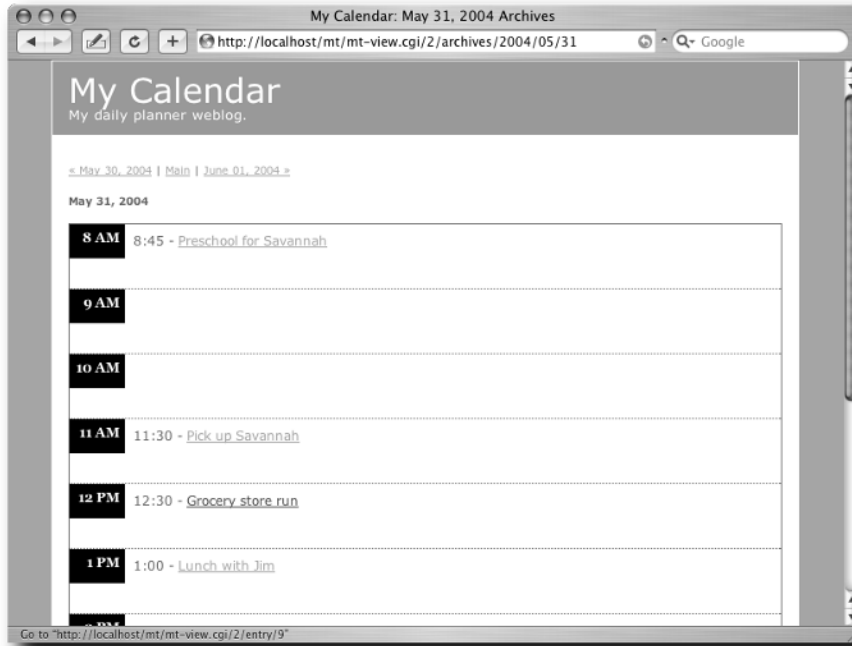 My Calendar: May 31, 2004 Archives
http://localhost/mt/mt-view.cgi/2/archives/2004/05/31
Google
My Calendar
My daily planner weblog.
« May 30, 2004 | Main | June 01, 2004 »
May 31, 2004
8 AM 8:45 - Preschool for Savannah
9 AM
10 AM
11 AM 11:30 - Pick up Savannah
12 PM 12:30 - Grocery store run
1 PM 1:00 - Lunch with Jim
Go to "http://localhost/mt/mt-view.cgi/2/entry/9"